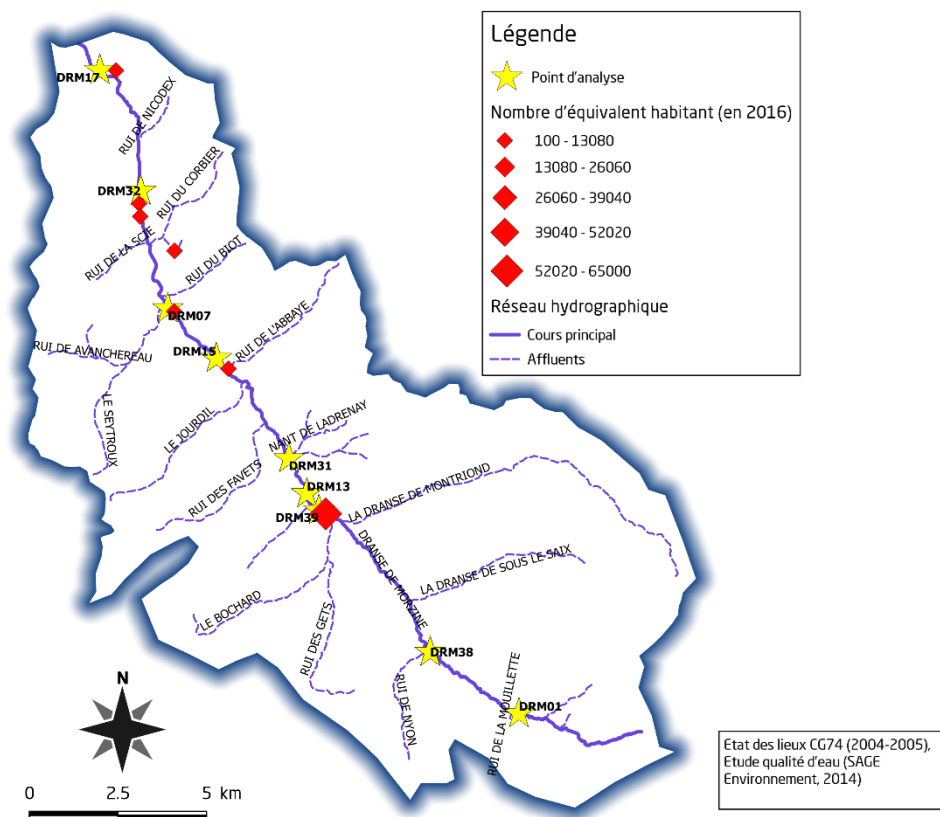 Légende
Point d'analyse
Nombre d'équivalent habitant (en 2016)
100 - 13080
13080 - 26060
26060 - 39040
39040 - 52020
52020 - 65000
Réseau hydrographique
Cours principal
Affluents
DRM17
RUI DE NICODEX
DRM32
RUI DU CORBIER
RUI DE LA SCIE
RUI DU BIOT
DRM07
RUI DE L'ABBAYE
DRM15
RUI DE AVANCHEREAU
LE SEYTROUX
LE JOURDIL
NANT DE LADRENAY
DRM31
RUI DES FAVETS
DRM13
DRM39
LA DRANSE DE MONTRIOND
DRANSE DE MORZINE
LA DRANSE DE SOUS LE SAIX
LE BOCHARD
RUI DES GETS
DRM38
RUI DE NYON
RUI DE LA MOUILLETTE
DRM01
N
0 2.5 5 km
Etat des lieux CG74 (2004-2005),
Etude qualité d'eau (SAGE
Environnement, 2014)